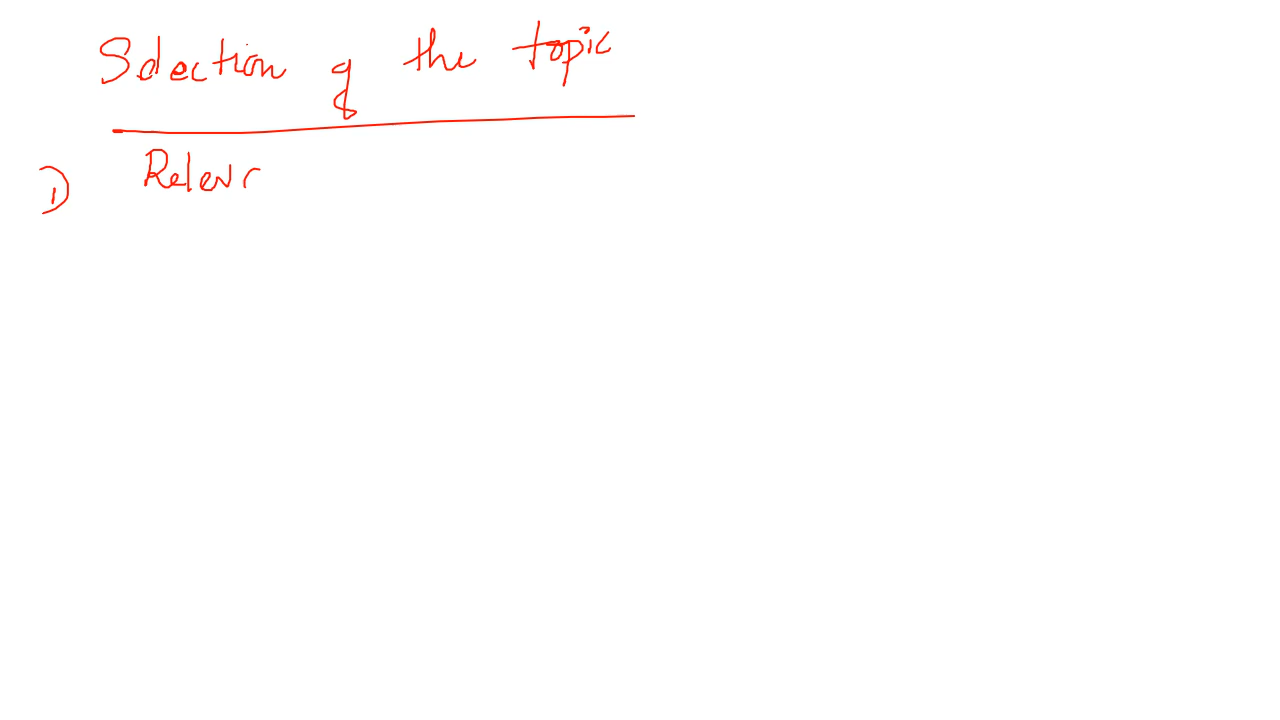 Selection of the topic
1) Relev